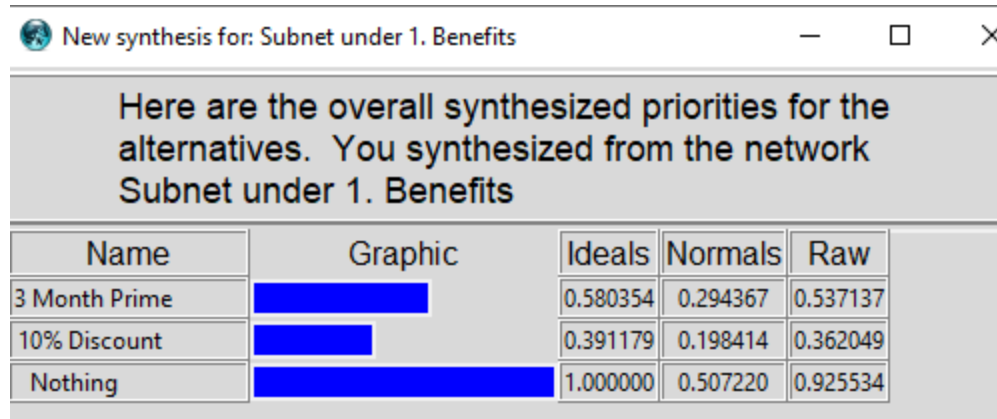 New synthesis for: Subnet under 1. Benefits
Here are the overall synthesized priorities for the
alternatives. You synthesized from the network
Subnet under 1. Benefits
Name Graphic Ideals Normals Raw
3 Month Prime 0.580354 0.294367 0.537137
10% Discount 0.391179 0.198414 0.362049
Nothing 1.000000 0.507220 0.925534